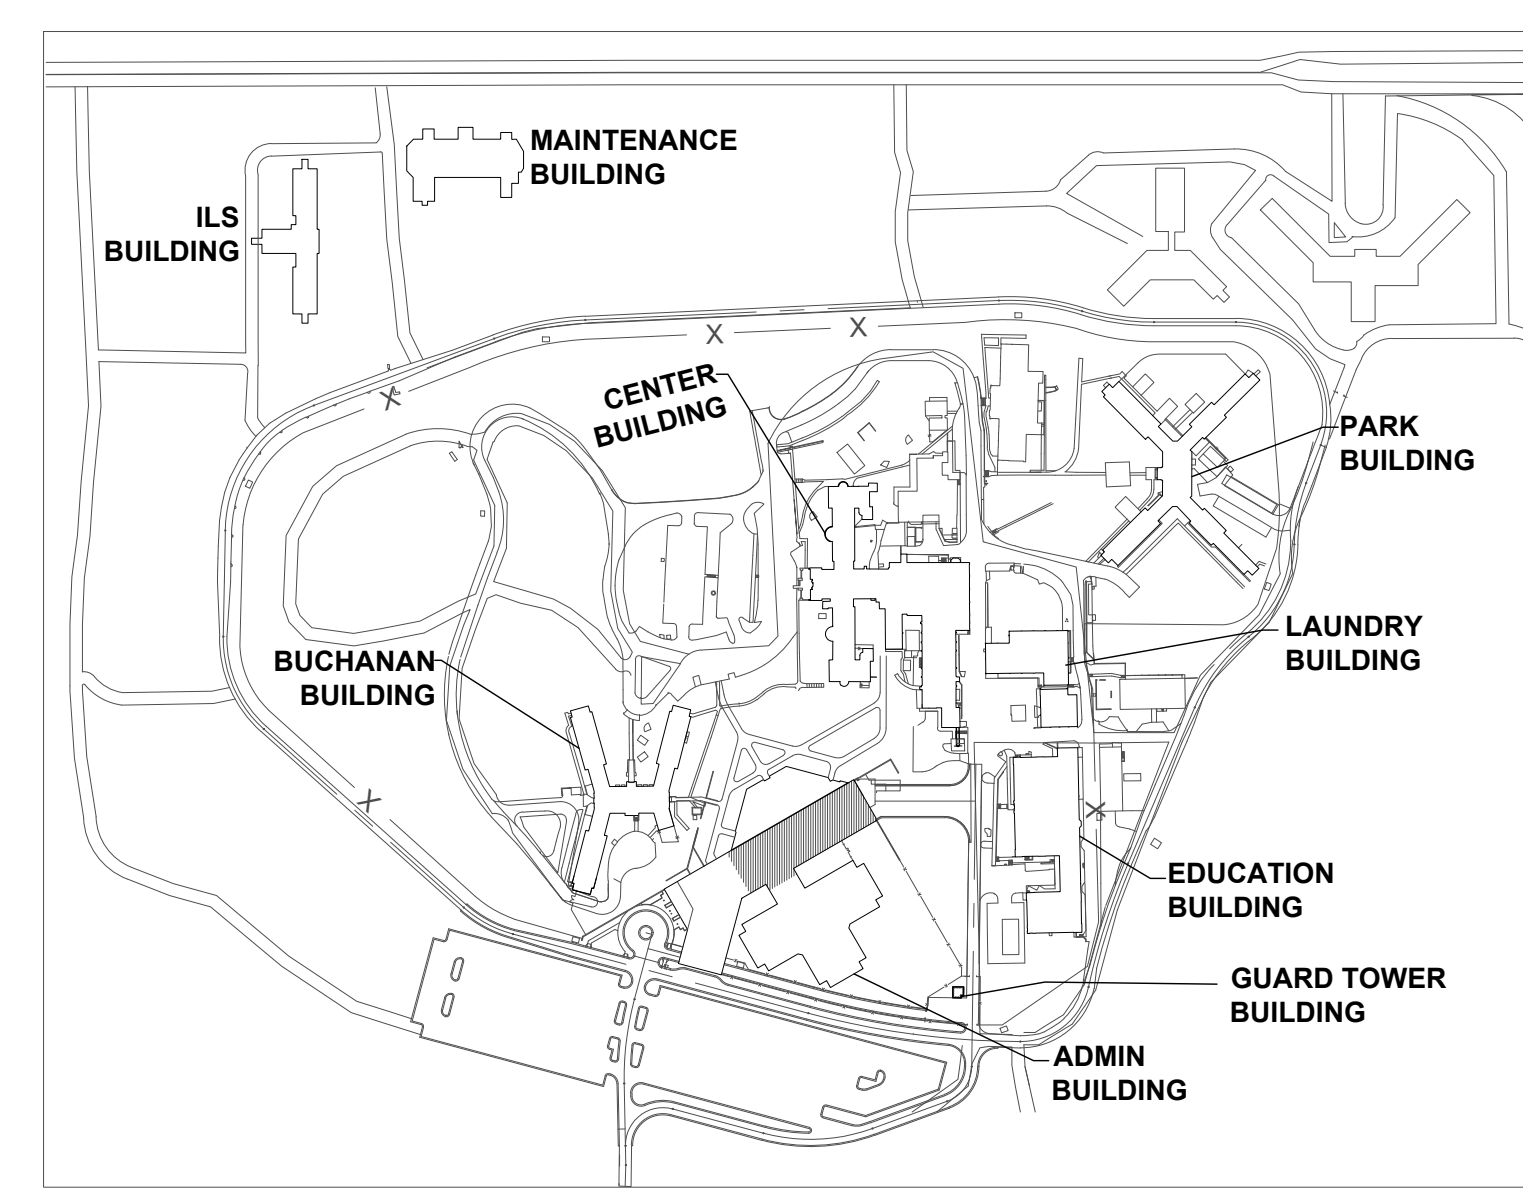 MAINTENANCE
BUILDING
ILS
BUILDING
X
X
X
CENTER
BUILDING
PARK
BUILDING
LAUNDRY
BUILDING
BUCHANAN
BUILDING
X
X
EDUCATION
BUILDING
GUARD TOWER
BUILDING
ADMIN
BUILDING